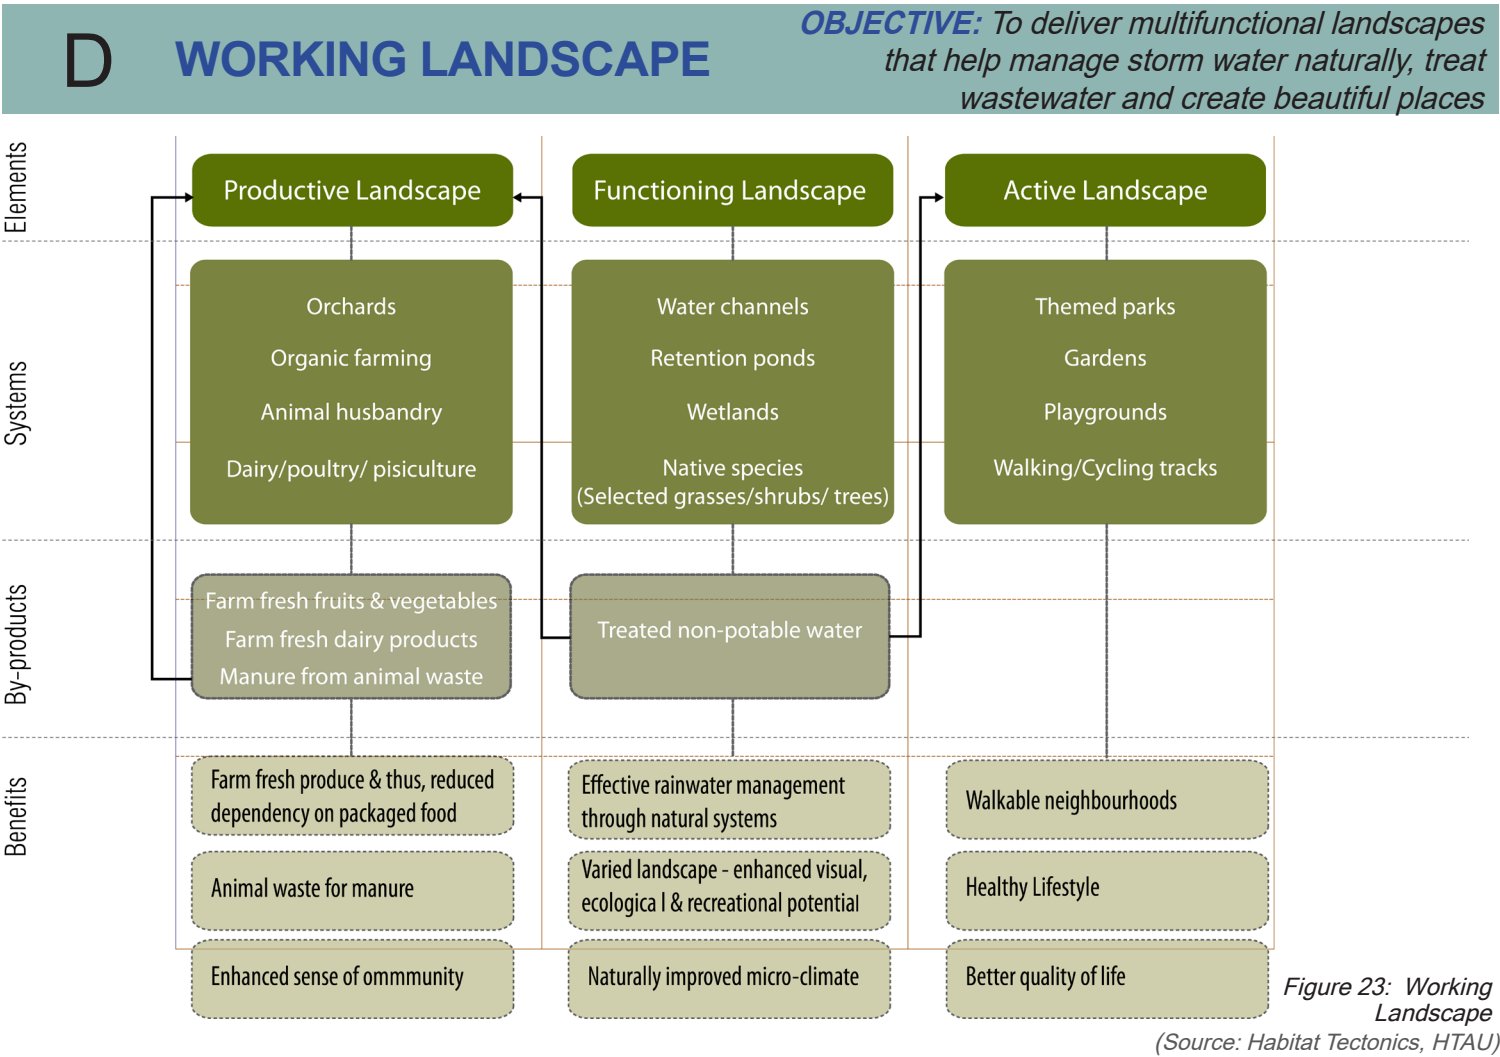 D WORKING LANDSCAPE
OBJECTIVE: To deliver multifunctional landscapes
that help manage storm water naturally, treat
wastewater and create beautiful places
Elements
Productive Landscape
Functioning Landscape
Active Landscape
Systems
Orchards
Organic farming
Animal husbandry
Dairy/poultry/ pisiculture
Water channels
Retention ponds
Wetlands
Native species
(Selected grasses/shrubs/ trees)
Themed parks
Gardens
Playgrounds
Walking/Cycling tracks
By-products
Farm fresh fruits & vegetables
Farm fresh dairy products
Manure from animal waste
Treated non-potable water
Benefits
Farm fresh produce & thus, reduced
dependency on packaged food
Animal waste for manure
Enhanced sense of ommmunity
Effective rainwater management
through natural systems
Varied landscape - enhanced visual,
ecologica l & recreational potential
Naturally improved micro-climate
Walkable neighbourhoods
Healthy Lifestyle
Better quality of life
Figure 23: Working
Landscape
(Source: Habitat Tectonics, HTAU)